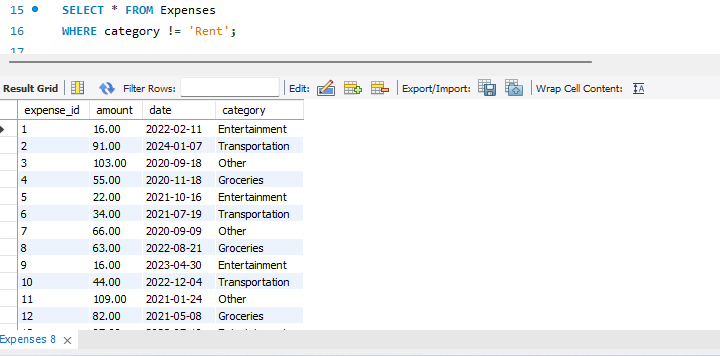 15 SELECT * FROM Expenses
16 WHERE category != 'Rent';
17
Result Grid Filter Rows: Edit: Export/Import: Wrap Cell Content:
expense_id amount date category
1 16.00 2022-02-11 Entertainment
2 91.00 2024-01-07 Transportation
3 103.00 2020-09-18 Other
4 55.00 2020-11-18 Groceries
5 22.00 2021-10-16 Entertainment
6 34.00 2021-07-19 Transportation
7 66.00 2020-09-09 Other
8 63.00 2022-08-21 Groceries
9 16.00 2023-04-30 Entertainment
10 44.00 2022-12-04 Transportation
11 109.00 2021-01-24 Other
12 82.00 2021-05-08 Groceries
Expenses 8